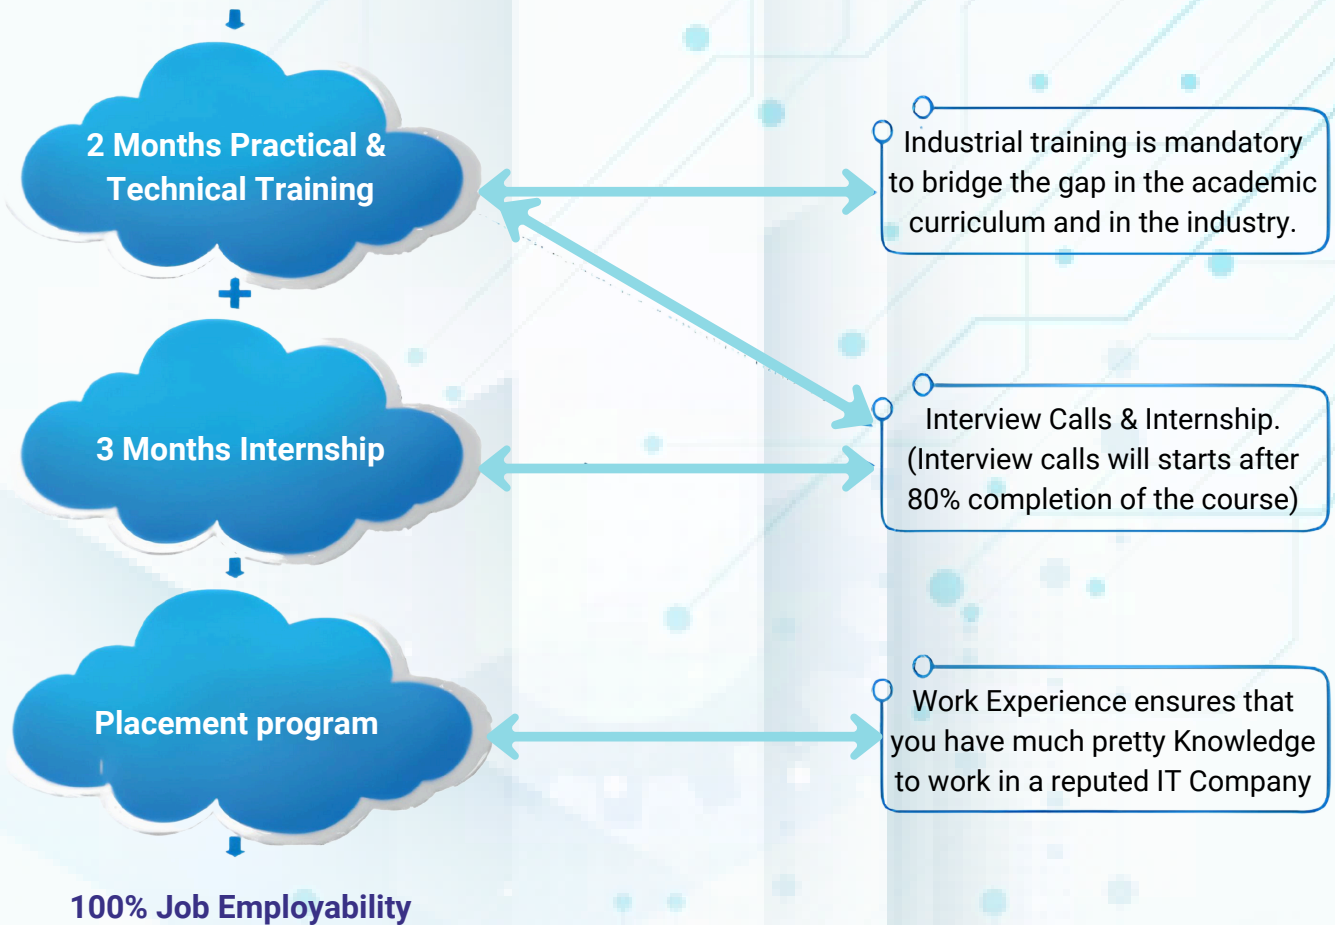 2 Months Practical &
Technical Training
Industrial training is mandatory
to bridge the gap in the academic
curriculum and in the industry.
3 Months Internship
Interview Calls & Internship.
(Interview calls will starts after
80% completion of the course)
Placement program
Work Experience ensures that
you have much pretty Knowledge
to work in a reputed IT Company
100% Job Employability